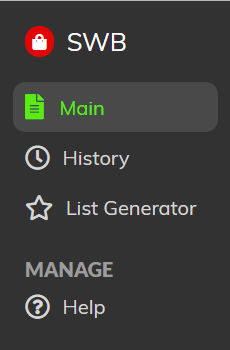 SWB
Main
History
List Generator
MANAGE
Help